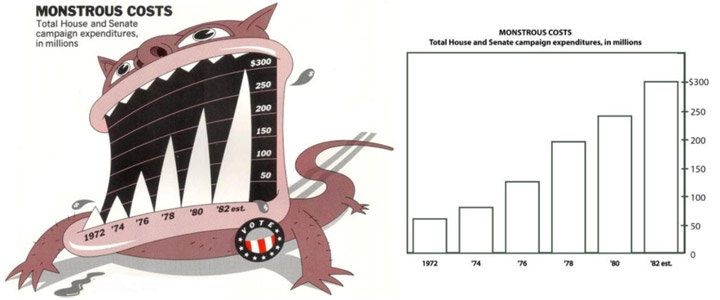 MONSTROUS COSTS
Total House and Senate
campaign expenditures,
in millions
$300
250
200
150
100
50
1972 '74 '76 '78 '80 '82 est.
VOTE
MONSTROUS COSTS
Total House and Senate campaign expenditures, in millions
$300
250
200
150
100
50
0
1972 '74 '76 '78 '80 '82 est.